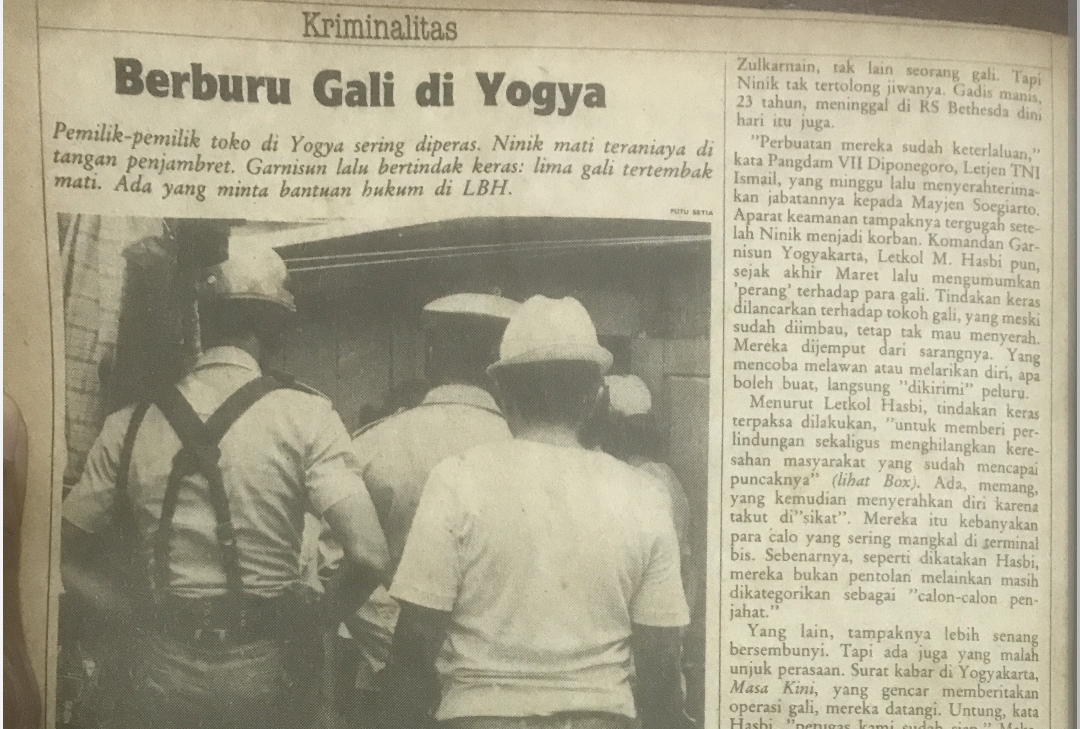 Kriminalitas
Berburu Gali di Yogya
Pemilik-pemilik toko di Yogya sering diperas. Ninik mati teraniaya di
tangan penjambret. Garnisun lalu bertindak keras: lima gali tertembak
mati. Ada yang minta bantuan hukum di LBH.
PUTU SETIA
Zulkarnain, tak lain seorang gali. Tapi
Ninik tak tertolong jiwanya. Gadis manis,
23 tahun, meninggal di RS Bethesda dini
hari itu juga.
"Perbuatan mereka sudah keterlaluan,"
kata Pangdam VII Diponegoro, Letjen TNI
Ismail, yang minggu lalu menyerahterima-
kan jabatannya kepada Mayjen Soegiarto.
Aparat keamanan tampaknya tergugah sete-
lah Ninik menjadi korban. Komandan Gar-
nisun Yogyakarta, Letkol M. Hasbi pun,
sejak akhir Maret lalu mengumumkan
'perang' terhadap para gali. Tindakan keras
dilancarkan terhadap tokoh gali, yang meski
sudah diimbau, tetap tak mau menyerah.
Mereka dijemput dari sarangnya. Yang
mencoba melawan atau melarikan diri, apa
boleh buat, langsung "dikirimi" peluru.
Menurut Letkol Hasbi, tindakan keras
terpaksa dilakukan, "untuk memberi per-
lindungan sekaligus menghilangkan kere-
sahan masyarakat yang sudah mencapai
puncaknya" (lihat Box). Ada, memang,
yang kemudian menyerahkan diri karena
takut di"sikat". Mereka itu kebanyakan
para calo yang sering mangkal di terminal
bis. Sebenarnya, seperti dikatakan Hasbi,
mereka bukan pentolan melainkan masih
dikategorikan sebagai "calon-calon pen-
jahat."
Yang lain, tampaknya lebih senang
bersembunyi. Tapi ada juga yang malah
unjuk perasaan. Surat kabar di Yogyakarta,
Masa Kini, yang gencar memberitakan
operasi gali, mereka datangi. Untung, kata
Hasbi, "petugas kami sudah siap."